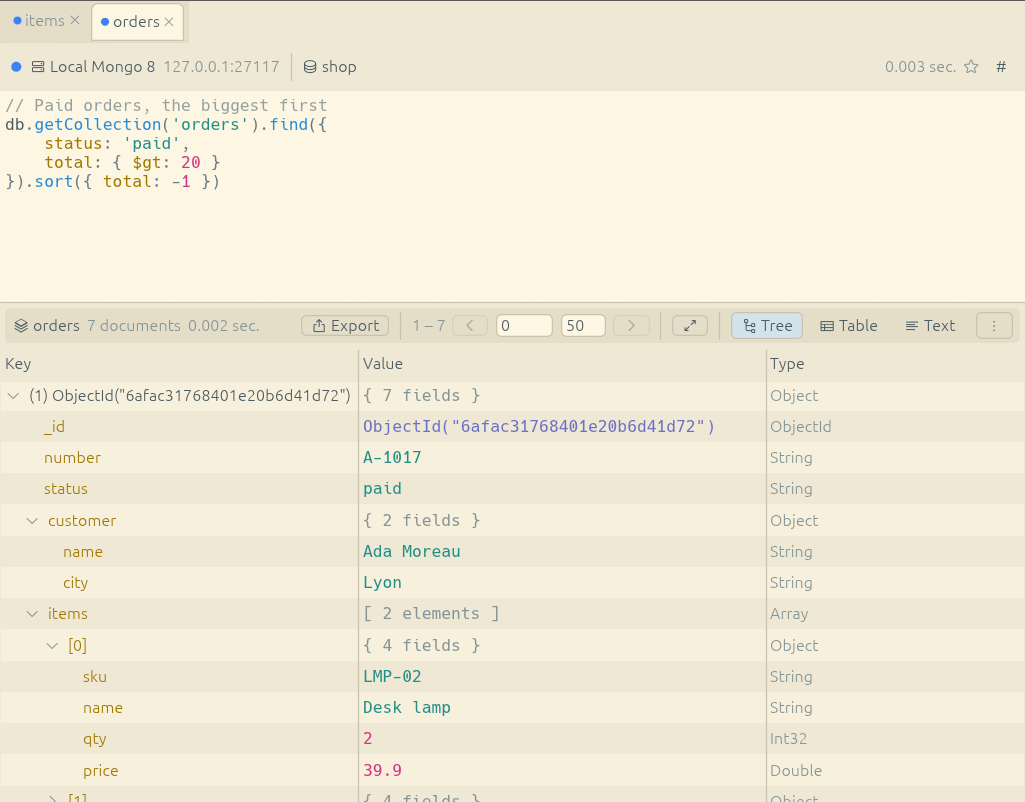 items ×
orders ×
Local Mongo 8 127.0.0.1:27117 shop 0.003 sec. #
// Paid orders, the biggest first
db.getCollection('orders').find({
    status: 'paid',
    total: { $gt: 20 }
}).sort({ total: -1 })
orders 7 documents 0.002 sec. Export 1 – 7 0 50 Tree Table Text
Key Value Type
(1) ObjectId("6afac31768401e20b6d41d72") { 7 fields } Object
_id ObjectId("6afac31768401e20b6d41d72") ObjectId
number A-1017 String
status paid String
customer { 2 fields } Object
name Ada Moreau String
city Lyon String
items [ 2 elements ] Array
[0] { 4 fields } Object
sku LMP-02 String
name Desk lamp String
qty 2 Int32
price 39.9 Double
[1] { 4 fields } Object